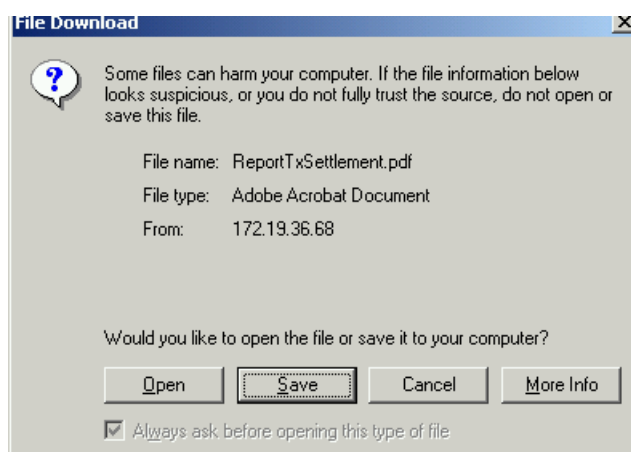 File Download
Some files can harm your computer. If the file information below
looks suspicious, or you do not fully trust the source, do not open or
save this file.
File name: ReportTxSettlement.pdf
File type: Adobe Acrobat Document
From: 172.19.36.68
Would you like to open the file or save it to your computer?
Open Save Cancel More Info
Always ask before opening this type of file